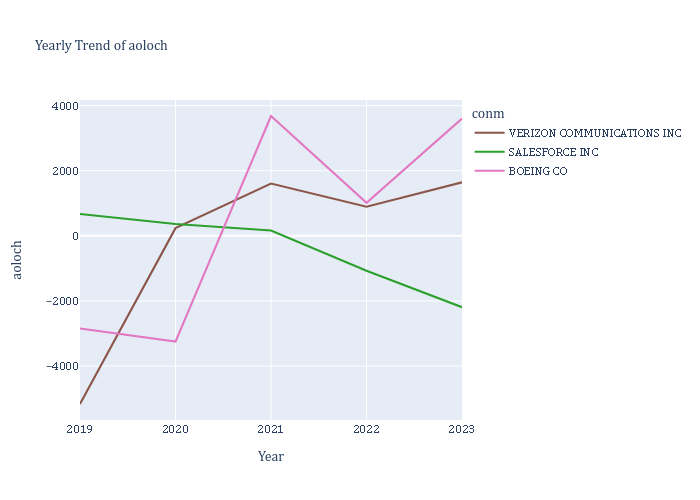 Yearly Trend of aoloch
conm
VERIZON COMMUNICATIONS INC
SALESFORCE INC
BOEING CO
aoloch
4000
2000
0
−2000
−4000
2019 2020 2021 2022 2023
Year